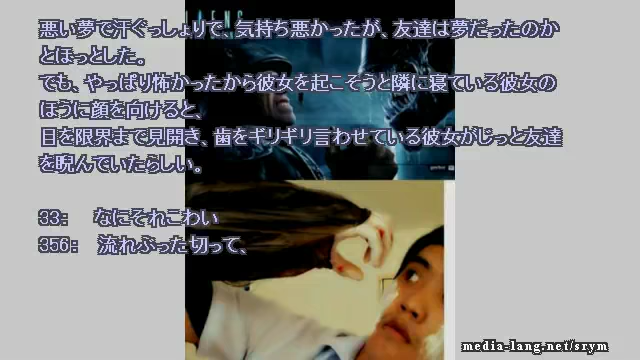 ALIENS
悪い夢で汗ぐっしょりで、気持ち悪かったが、友達は夢だったのか
とほっとした。
でも、やっぱり怖かったから彼女を起こそうと隣に寝ている彼女の
ほうに顔を向けると、
目を限界まで見開き、歯をギリギリ言わせている彼女がじっと友達
を睨んでいたらしい。
33: なにそれこわい
356: 流れぶった切って、
media-lang.net/srym